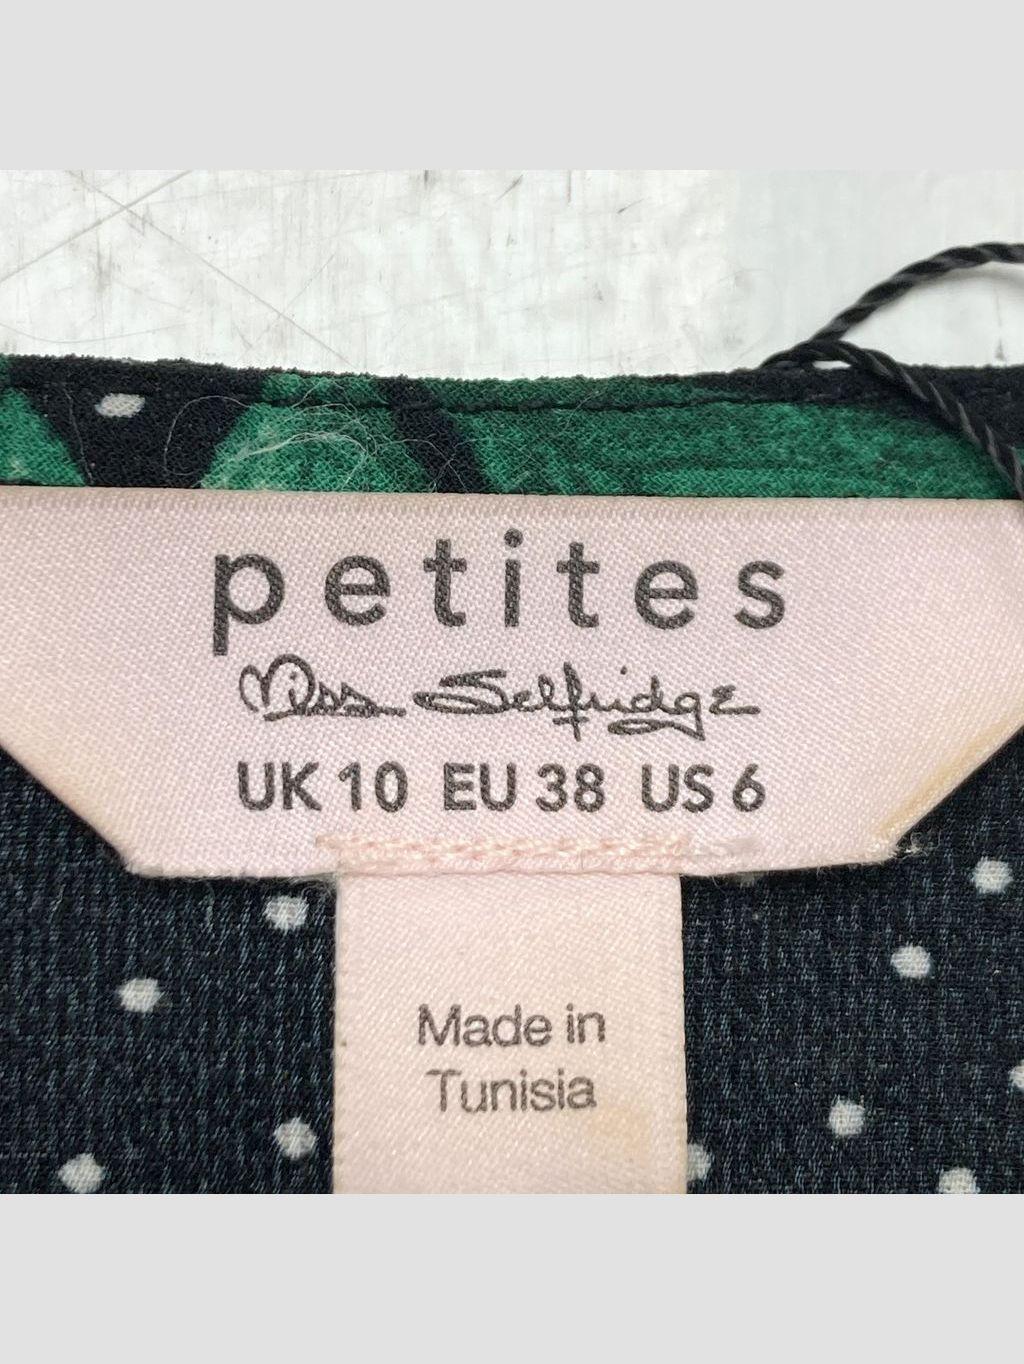 petites
Miss Selfridge
UK 10 EU 38 US 6
Made in
Tunisia